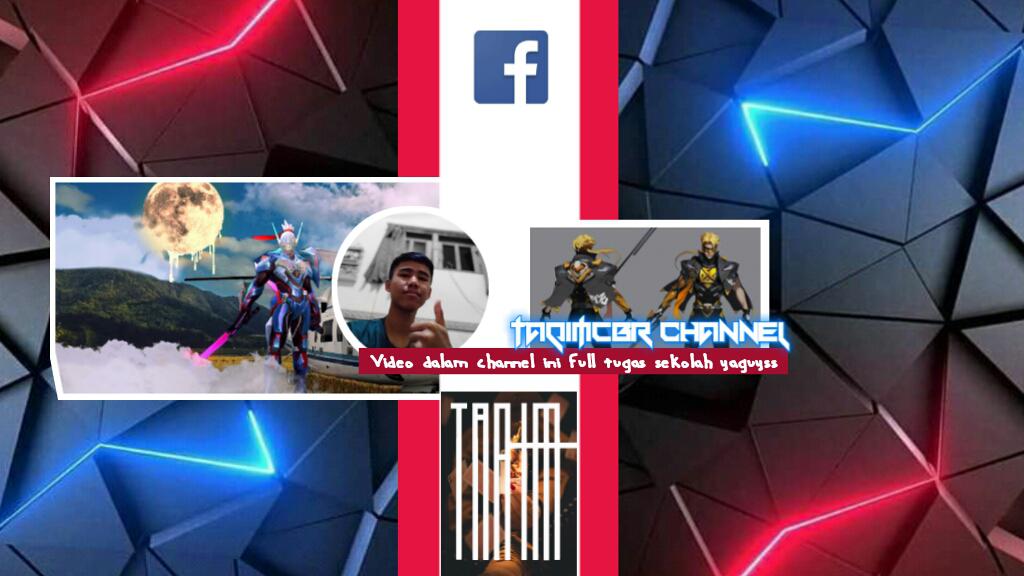 TAQIMCBR CHANNEL
Video dalam channel ini full tugas sekolah yaguyss
TAQIM